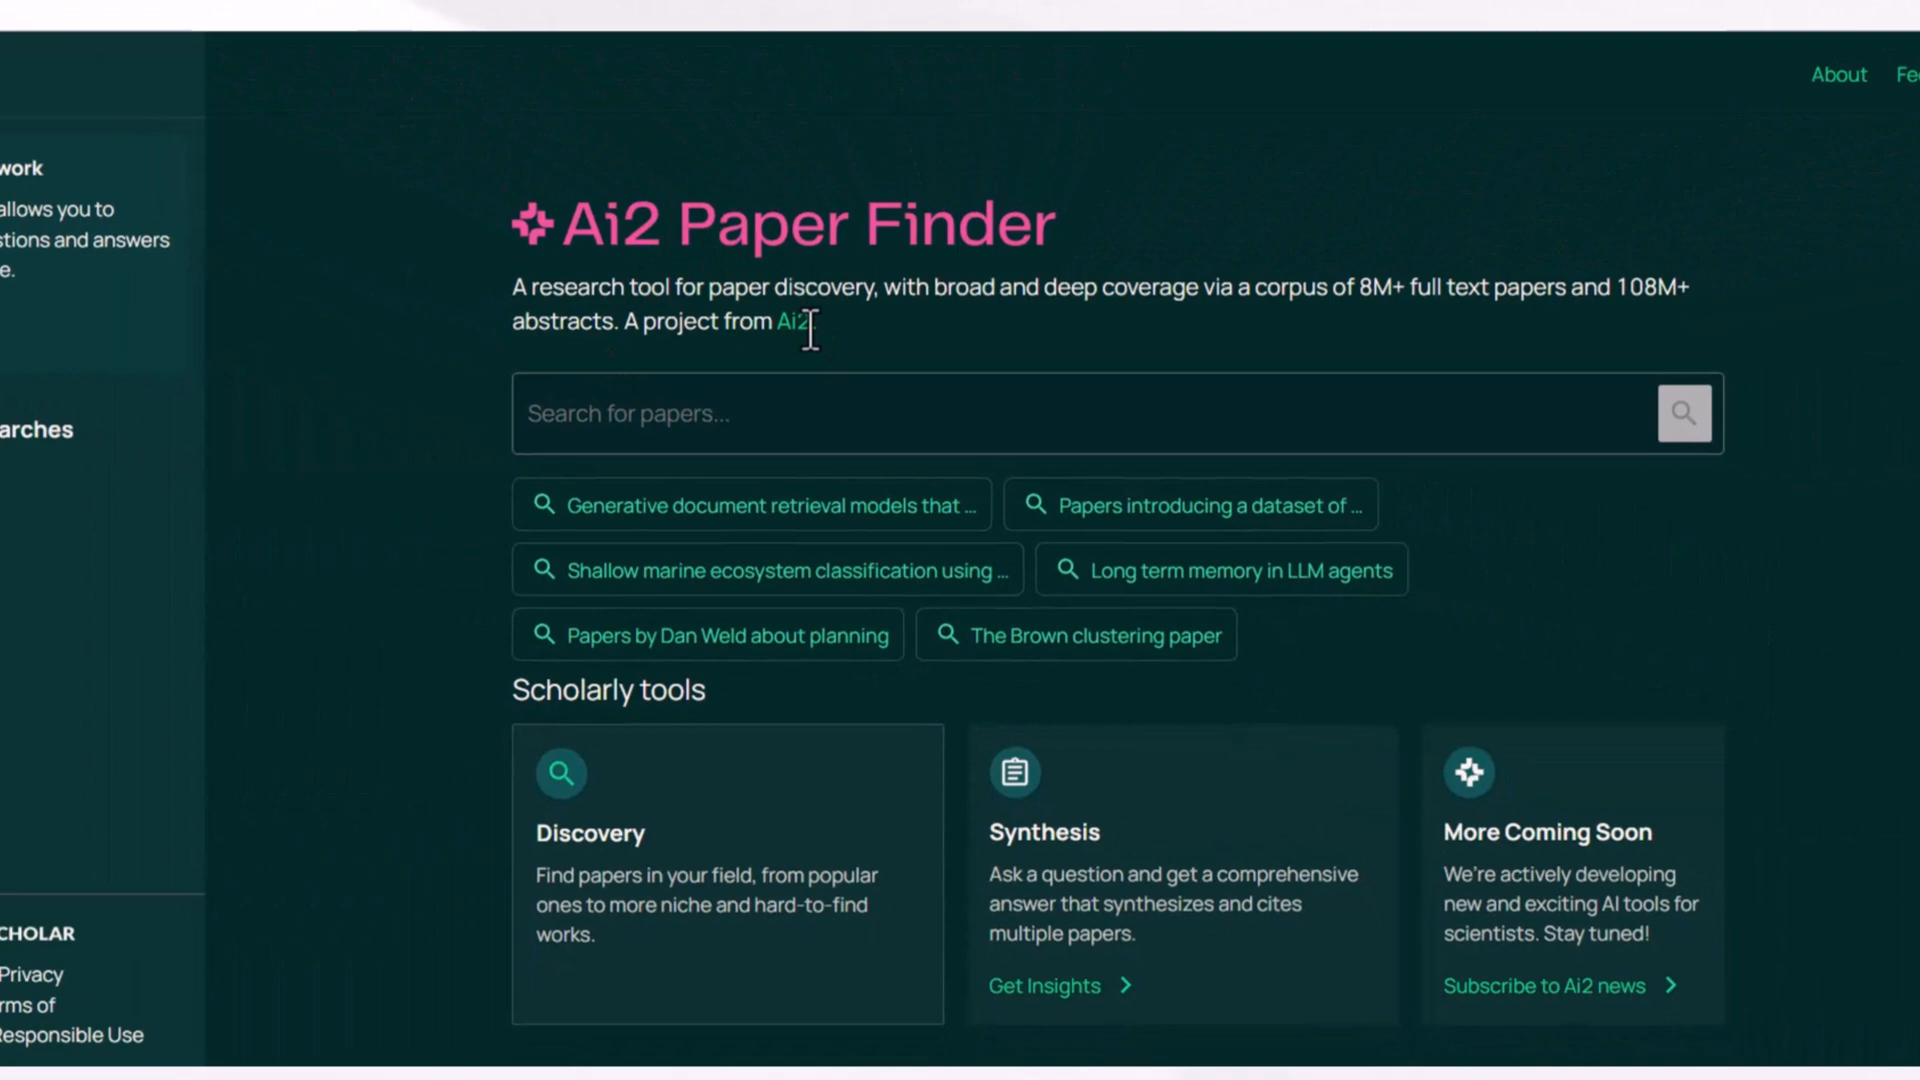 About Fe
work
allows you to
stions and answers
e.
arches
CHOLAR
Privacy
rms of
Responsible Use
Ai2 Paper Finder
A research tool for paper discovery, with broad and deep coverage via a corpus of 8M+ full text papers and 108M+
abstracts. A project from Ai2.
Search for papers...
Generative document retrieval models that ...
Papers introducing a dataset of ...
Shallow marine ecosystem classification using ...
Long term memory in LLM agents
Papers by Dan Weld about planning
The Brown clustering paper
Scholarly tools
Discovery
Find papers in your field, from popular
ones to more niche and hard-to-find
works.
Synthesis
Ask a question and get a comprehensive
answer that synthesizes and cites
multiple papers.
Get Insights
More Coming Soon
We're actively developing
new and exciting AI tools for
scientists. Stay tuned!
Subscribe to Ai2 news